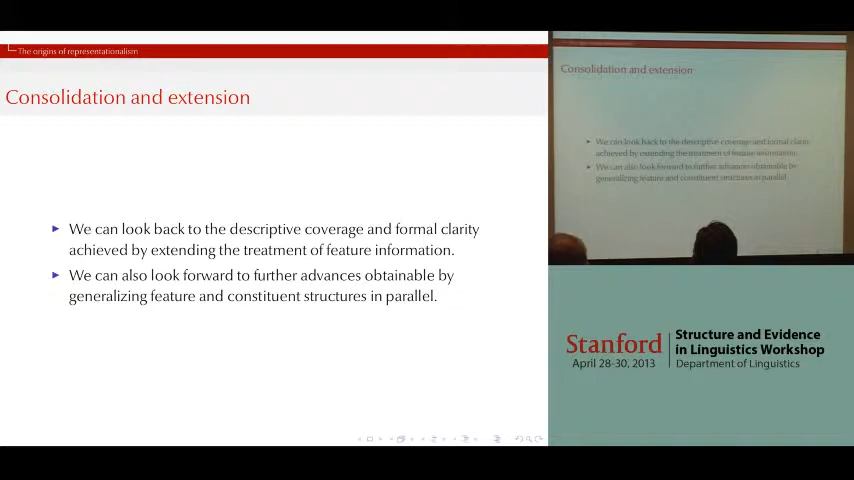 The origins of representationalism
Consolidation and extension
We can look back to the descriptive coverage and formal clarity
achieved by extending the treatment of feature information.
We can also look forward to further advances obtainable by
generalizing feature and constituent structures in parallel.
Consolidation and extension
We can look back to the descriptive coverage and formal clarity
achieved by extending the treatment of feature information.
We can also look forward to further advances obtainable by
generalizing feature and constituent structures in parallel.
Stanford
April 28-30, 2013
Structure and Evidence
in Linguistics Workshop
Department of Linguistics